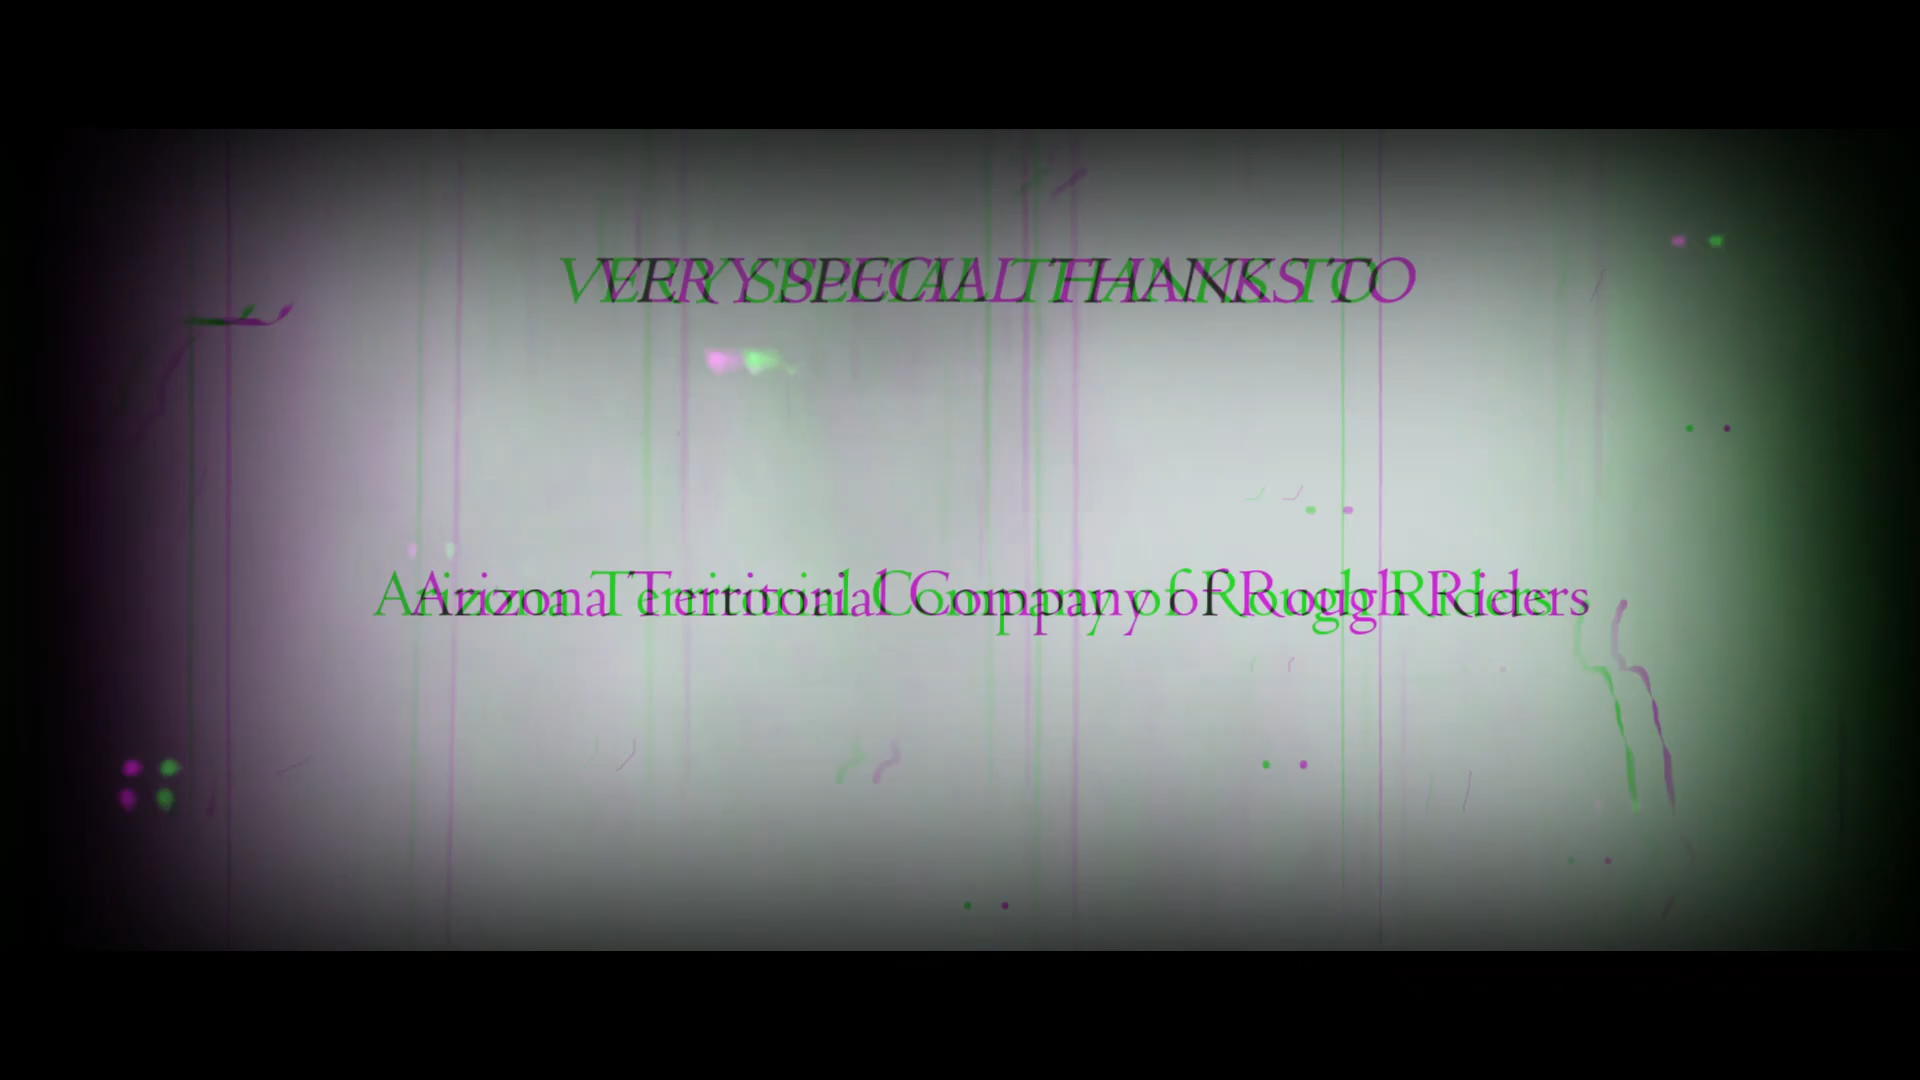 VERY SPECIAL THANKS TO
Arizona Territorial Company of Rough Riders